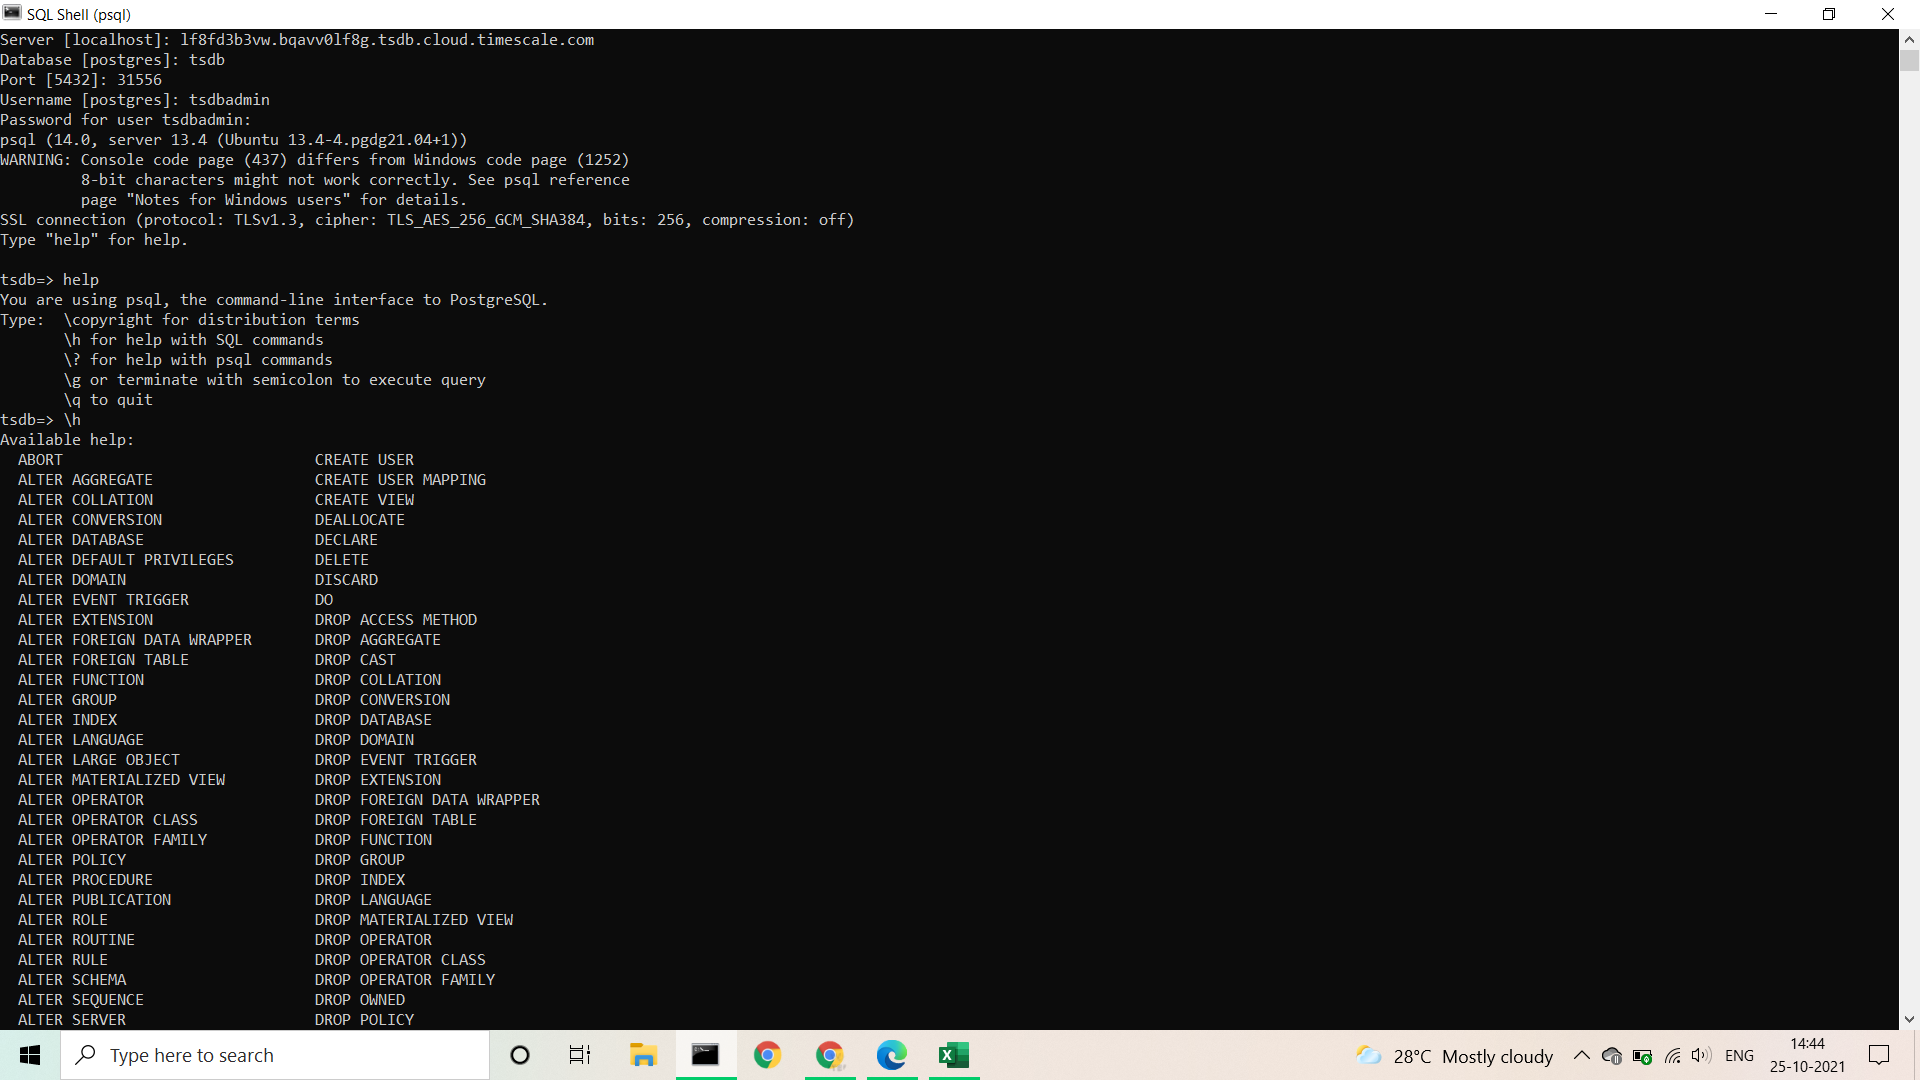 SQL Shell (psql)
Server [localhost]: lf8fd3b3vw.bqavv0lf8g.tsdb.cloud.timescale.com
Database [postgres]: tsdb
Port [5432]: 31556
Username [postgres]: tsdbadmin
Password for user tsdbadmin:
psql (14.0, server 13.4 (Ubuntu 13.4-4.pgdg21.04+1))
WARNING: Console code page (437) differs from Windows code page (1252)
         8-bit characters might not work correctly. See psql reference
         page "Notes for Windows users" for details.
SSL connection (protocol: TLSv1.3, cipher: TLS_AES_256_GCM_SHA384, bits: 256, compression: off)
Type "help" for help.

tsdb=> help
You are using psql, the command-line interface to PostgreSQL.
Type:  \copyright for distribution terms
       \h for help with SQL commands
       \? for help with psql commands
       \g or terminate with semicolon to execute query
       \q to quit
tsdb=> \h
Available help:
  ABORT                            CREATE USER
  ALTER AGGREGATE                  CREATE USER MAPPING
  ALTER COLLATION                  CREATE VIEW
  ALTER CONVERSION                 DEALLOCATE
  ALTER DATABASE                   DECLARE
  ALTER DEFAULT PRIVILEGES         DELETE
  ALTER DOMAIN                     DISCARD
  ALTER EVENT TRIGGER              DO
  ALTER EXTENSION                  DROP ACCESS METHOD
  ALTER FOREIGN DATA WRAPPER       DROP AGGREGATE
  ALTER FOREIGN TABLE              DROP CAST
  ALTER FUNCTION                   DROP COLLATION
  ALTER GROUP                      DROP CONVERSION
  ALTER INDEX                      DROP DATABASE
  ALTER LANGUAGE                   DROP DOMAIN
  ALTER LARGE OBJECT               DROP EVENT TRIGGER
  ALTER MATERIALIZED VIEW          DROP EXTENSION
  ALTER OPERATOR                   DROP FOREIGN DATA WRAPPER
  ALTER OPERATOR CLASS             DROP FOREIGN TABLE
  ALTER OPERATOR FAMILY            DROP FUNCTION
  ALTER POLICY                     DROP GROUP
  ALTER PROCEDURE                  DROP INDEX
  ALTER PUBLICATION                DROP LANGUAGE
  ALTER ROLE                       DROP MATERIALIZED VIEW
  ALTER ROUTINE                    DROP OPERATOR
  ALTER RULE                       DROP OPERATOR CLASS
  ALTER SCHEMA                     DROP OPERATOR FAMILY
  ALTER SEQUENCE                   DROP OWNED
  ALTER SERVER                     DROP POLICY
Type here to search
28°C Mostly cloudy
ENG
14:44
25-10-2021